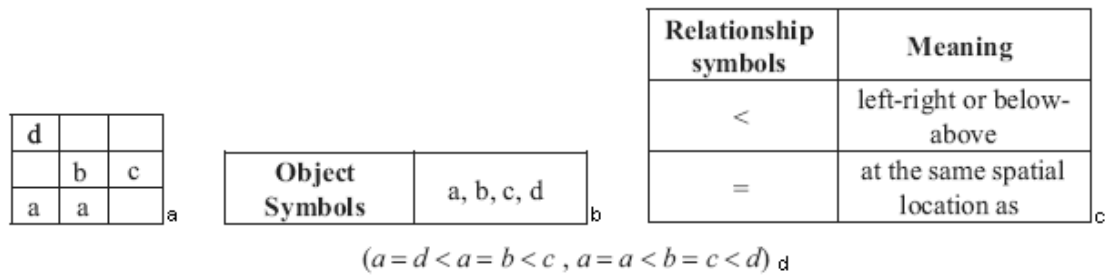 d
b c
a a
a
Object Symbols
a, b, c, d
b
Relationship symbols
Meaning
<
left-right or below-
above
=
at the same spatial
location as
c
(a = d < a = b < c , a = a < b = c < d) d